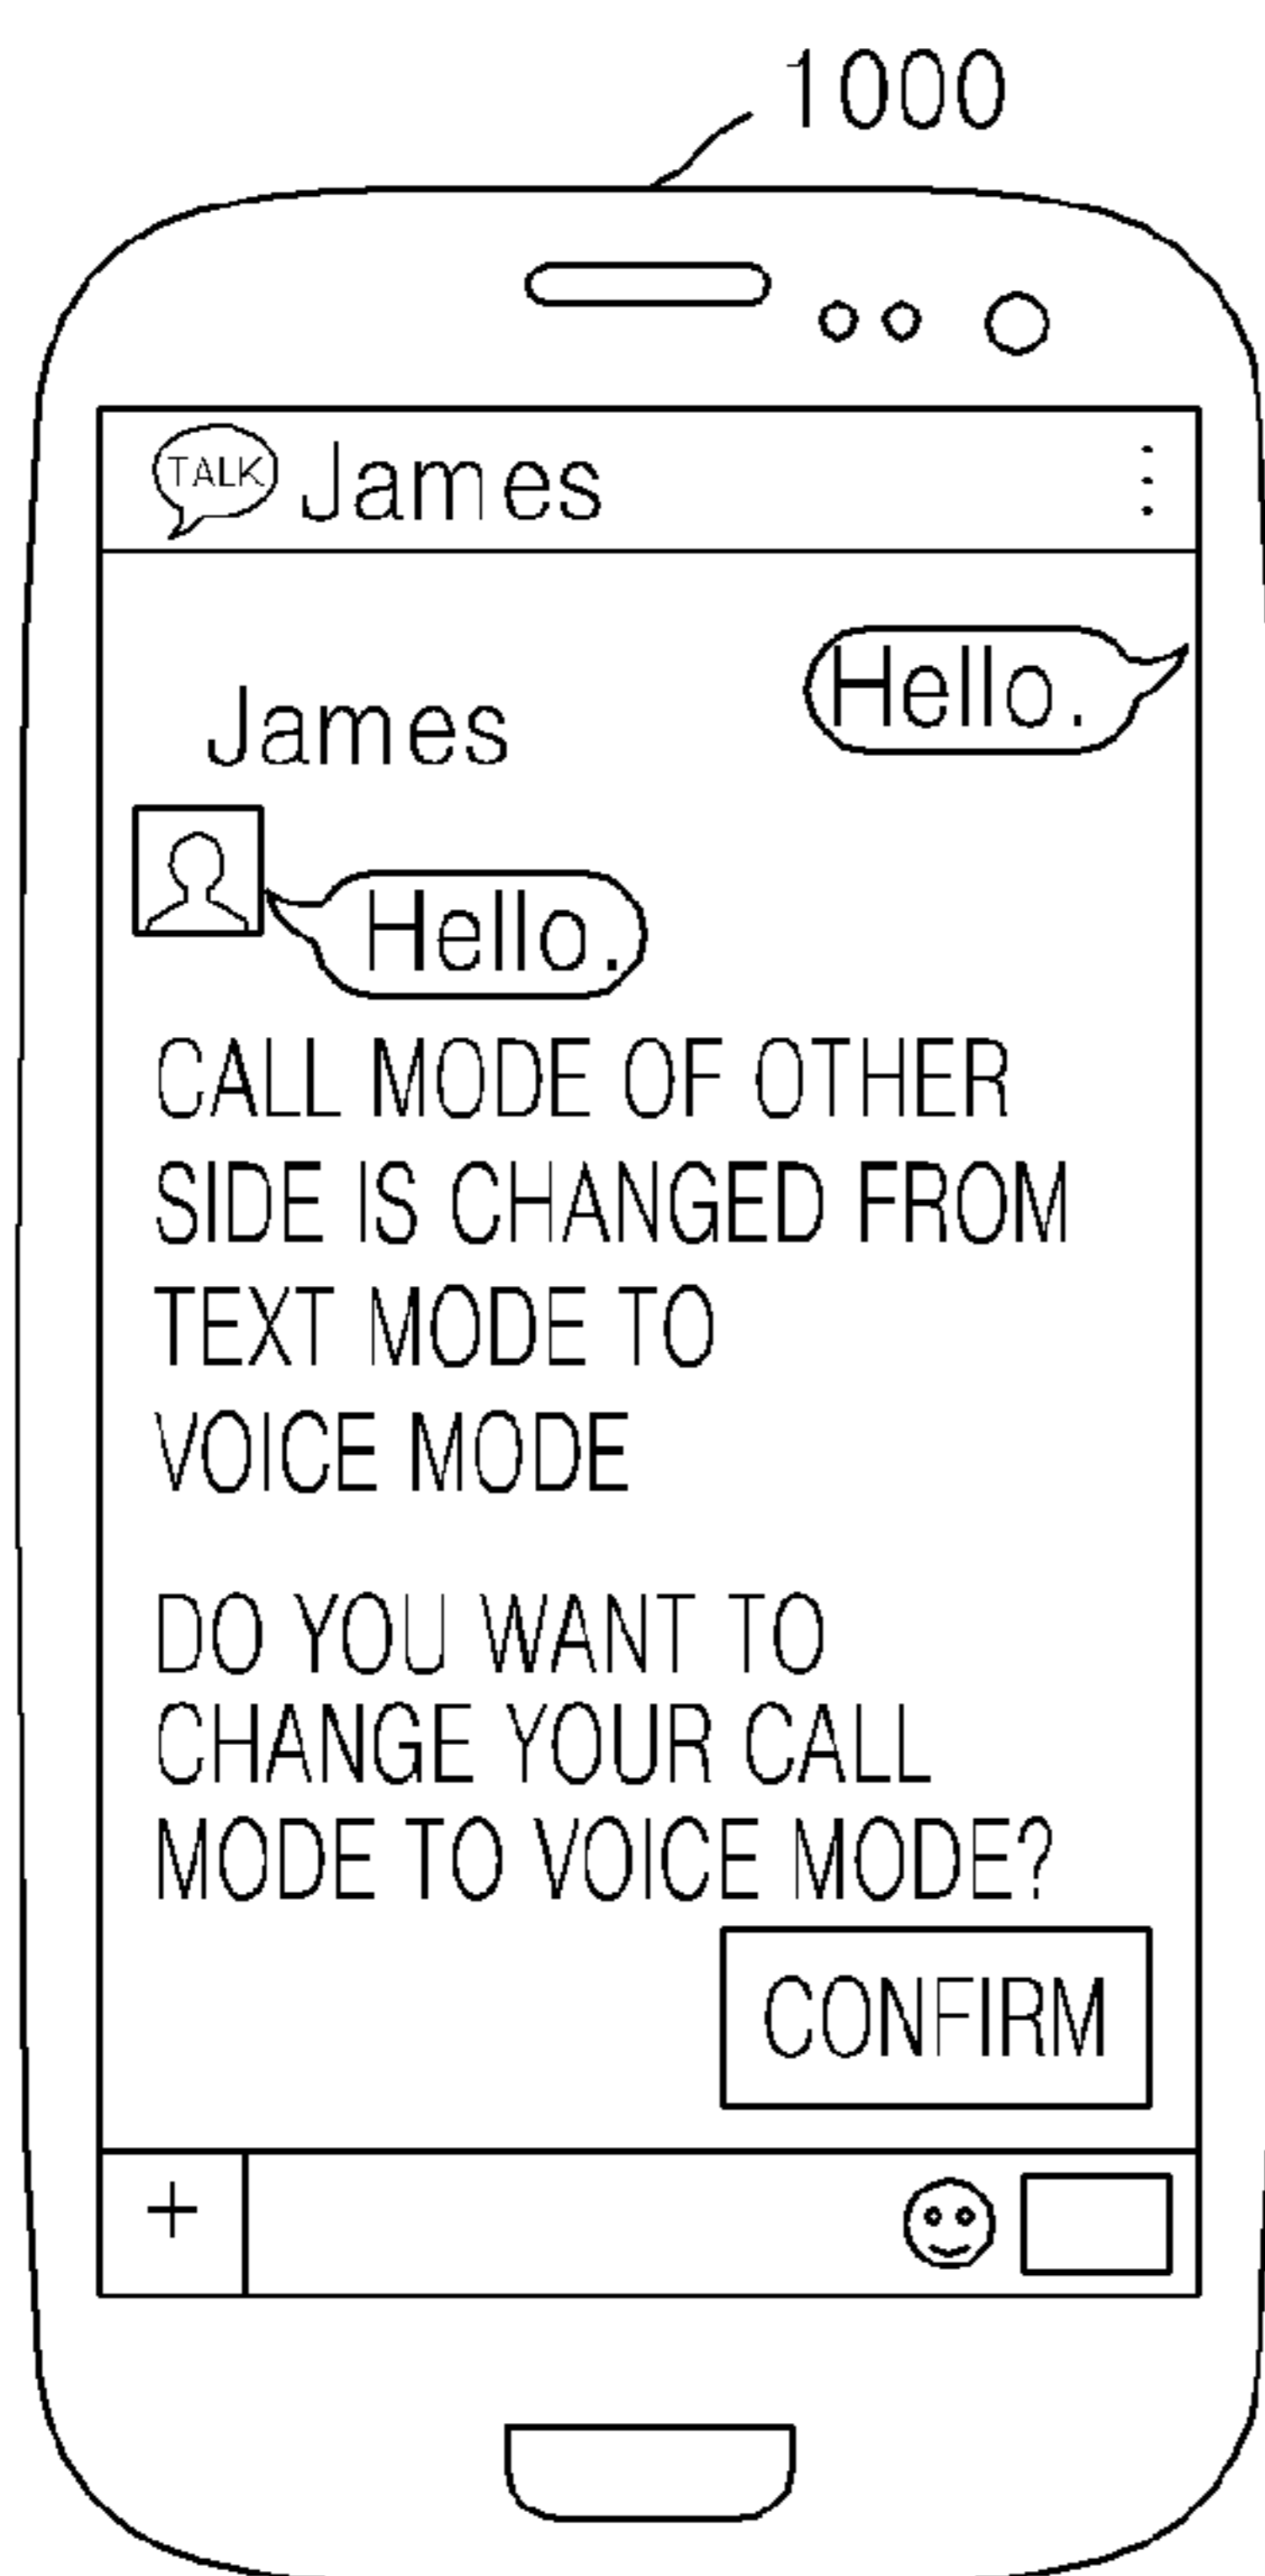 1000
TALK James
Hello.
James
Hello.
CALL MODE OF OTHER
SIDE IS CHANGED FROM
TEXT MODE TO
VOICE MODE
DO YOU WANT TO
CHANGE YOUR CALL
MODE TO VOICE MODE?
CONFIRM
+